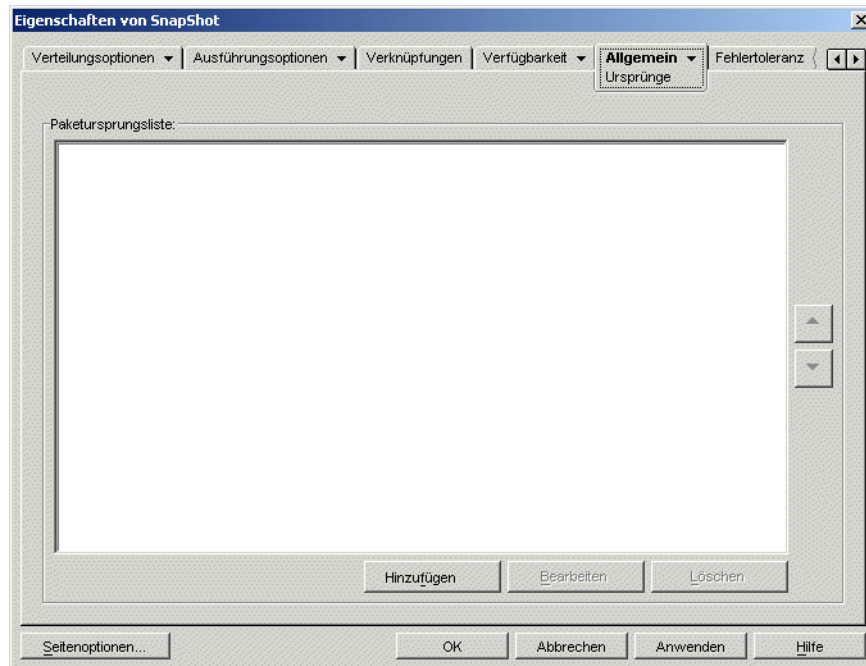 Eigenschaften von SnapShot
Verteilungsoptionen
Ausführungsoptionen
Verknüpfungen
Verfügbarkeit
Allgemein
Fehlertoleranz
Ursprünge
Paketursprungsliste:
Hinzufügen
Bearbeiten
Löschen
Seitenoptionen...
OK
Abbrechen
Anwenden
Hilfe